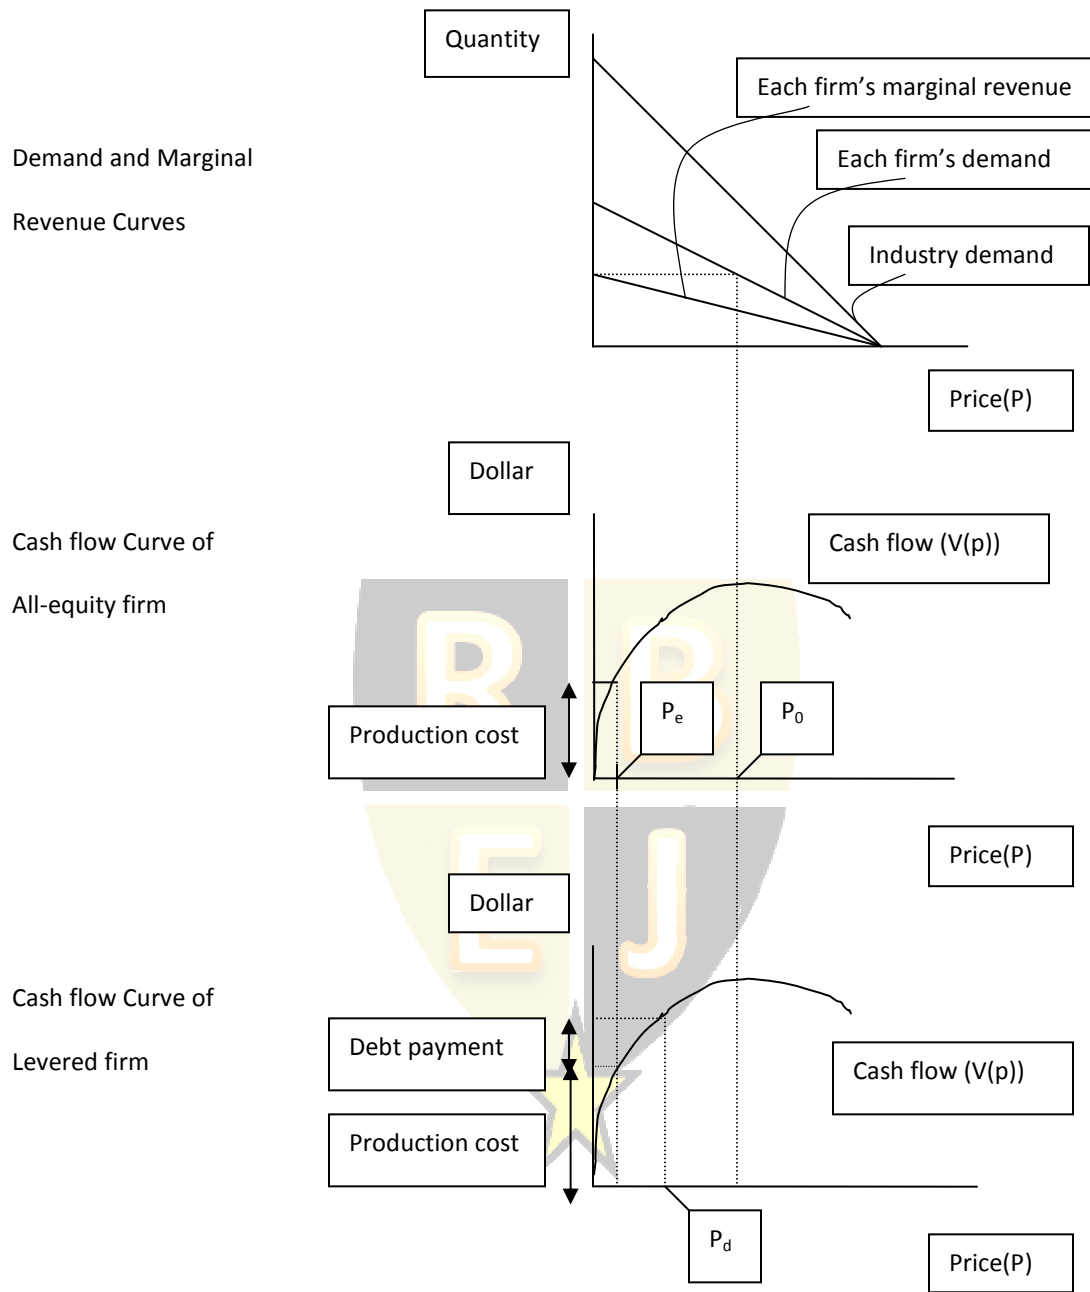 Quantity
Each firm's marginal revenue
Demand and Marginal
Revenue Curves
Each firm's demand
Industry demand
Price(P)
Dollar
Cash flow Curve of
All-equity firm
Cash flow (V(p))
R B
Production cost
Pe
P0
Price(P)
E J
Dollar
Cash flow Curve of
Levered firm
Debt payment
Cash flow (V(p))
Production cost
Pd
Price(P)